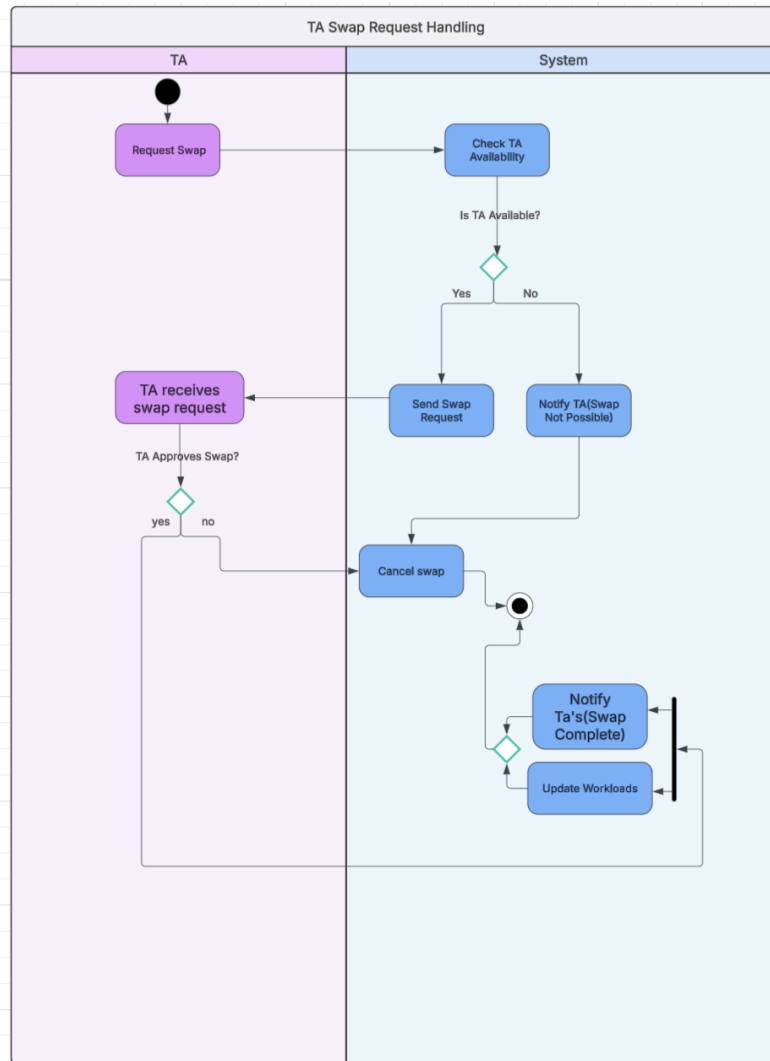 TA Swap Request Handling
TA
System
Request Swap
Check TA
Availability
Is TA Available?
Yes
No
TA receives
swap request
Send Swap
Request
Notify TA(Swap
Not Possible)
TA Approves Swap?
yes
no
Cancel swap
Notify
Ta's(Swap
Complete)
Update Workloads